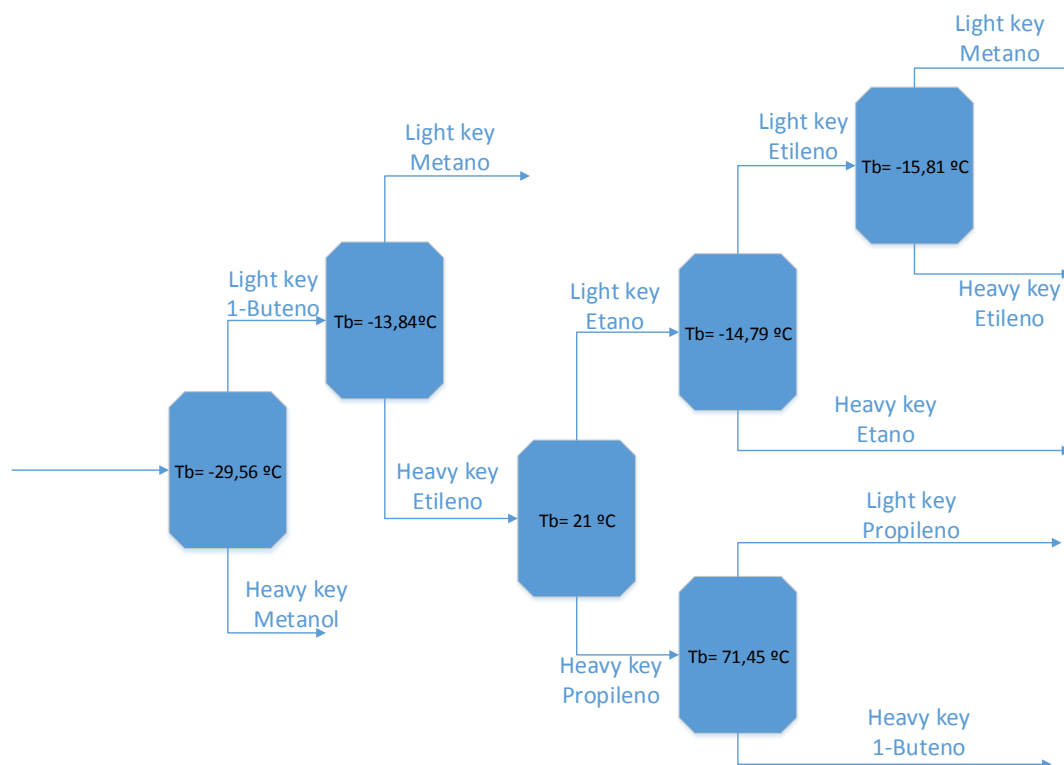 Light key
Metano
Light key
Etileno
Tb= -15,81 ºC
Light key
Metano
Heavy key
Etileno
Light key
Etano
Tb= -14,79 ºC
Light key
1-Buteno
Tb= -13,84ºC
Heavy key
Etano
Tb= -29,56 ºC
Heavy key
Etileno
Tb= 21 ºC
Light key
Propileno
Heavy key
Metanol
Heavy key
Propileno
Tb= 71,45 ºC
Heavy key
1-Buteno